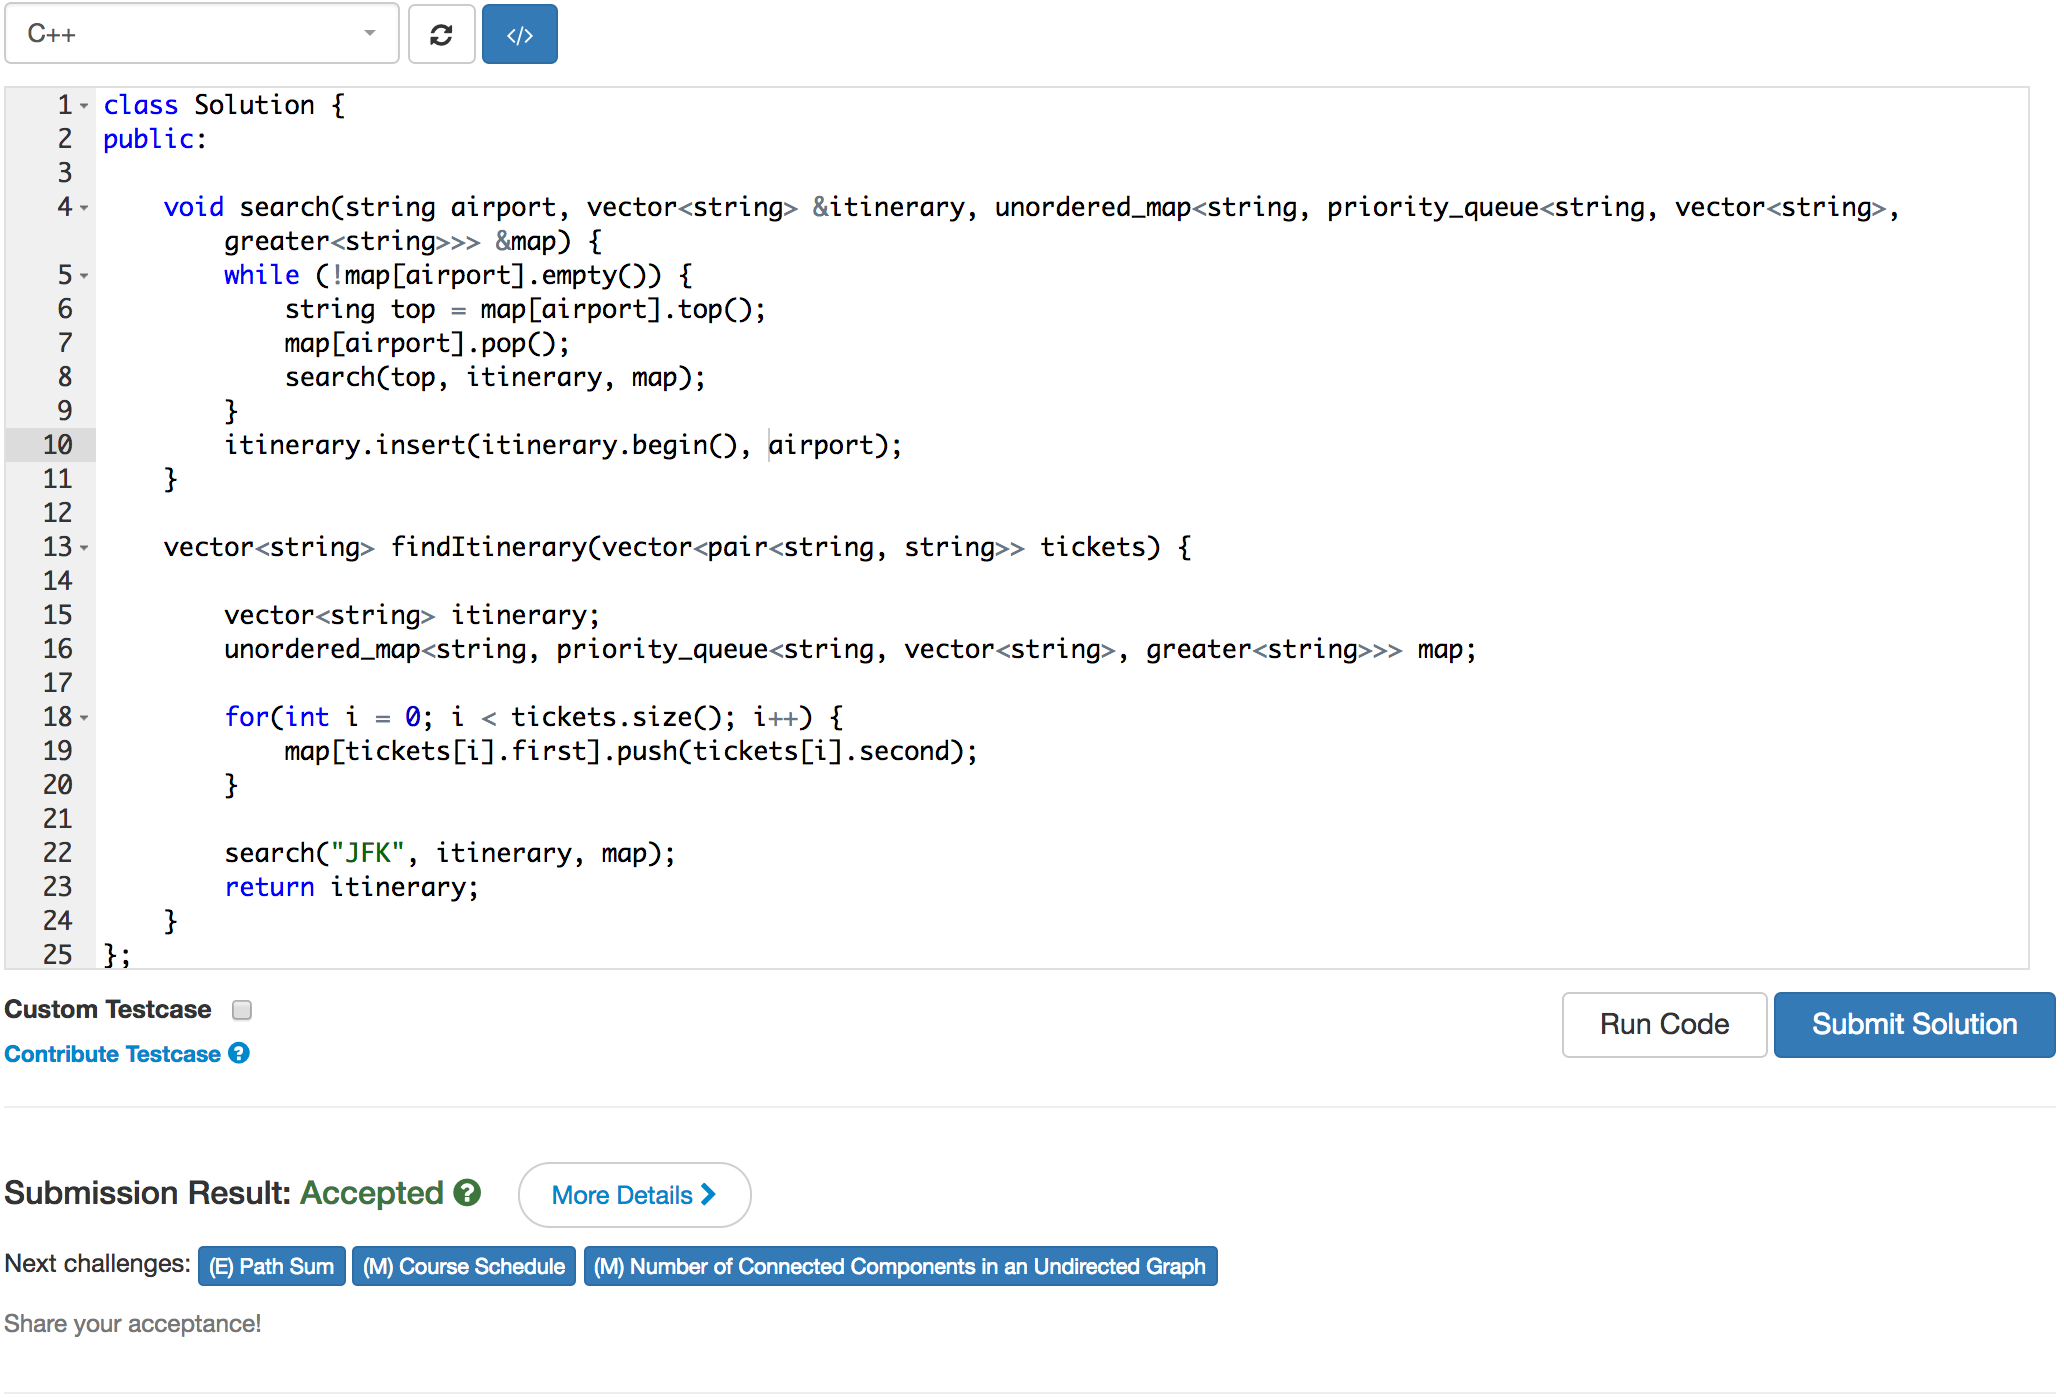 C++
</>
1 class Solution {
2 public:
3
4     void search(string airport, vector<string> &itinerary, unordered_map<string, priority_queue<string, vector<string>,
        greater<string>>> &map) {
5         while (!map[airport].empty()) {
6             string top = map[airport].top();
7             map[airport].pop();
8             search(top, itinerary, map);
9         }
10         itinerary.insert(itinerary.begin(), airport);
11     }
12
13     vector<string> findItinerary(vector<pair<string, string>> tickets) {
14
15         vector<string> itinerary;
16         unordered_map<string, priority_queue<string, vector<string>, greater<string>>> map;
17
18         for(int i = 0; i < tickets.size(); i++) {
19             map[tickets[i].first].push(tickets[i].second);
20         }
21
22         search("JFK", itinerary, map);
23         return itinerary;
24     }
25 };
Custom Testcase
Run Code Submit Solution
Contribute Testcase ?
Submission Result: Accepted ? More Details
Next challenges: (E) Path Sum (M) Course Schedule (M) Number of Connected Components in an Undirected Graph
Share your acceptance!